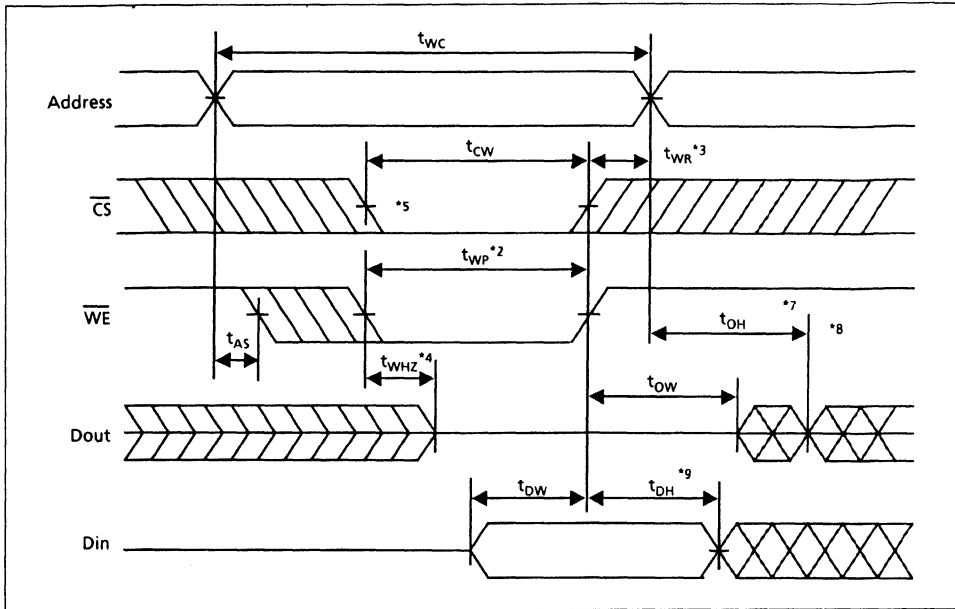 tWC
Address
tCW
tWR*3
CS
*5
tWP*2
WE
tOH
*7
*8
tAS
tWHZ*4
tOW
Dout
tDW
tDH*9
Din